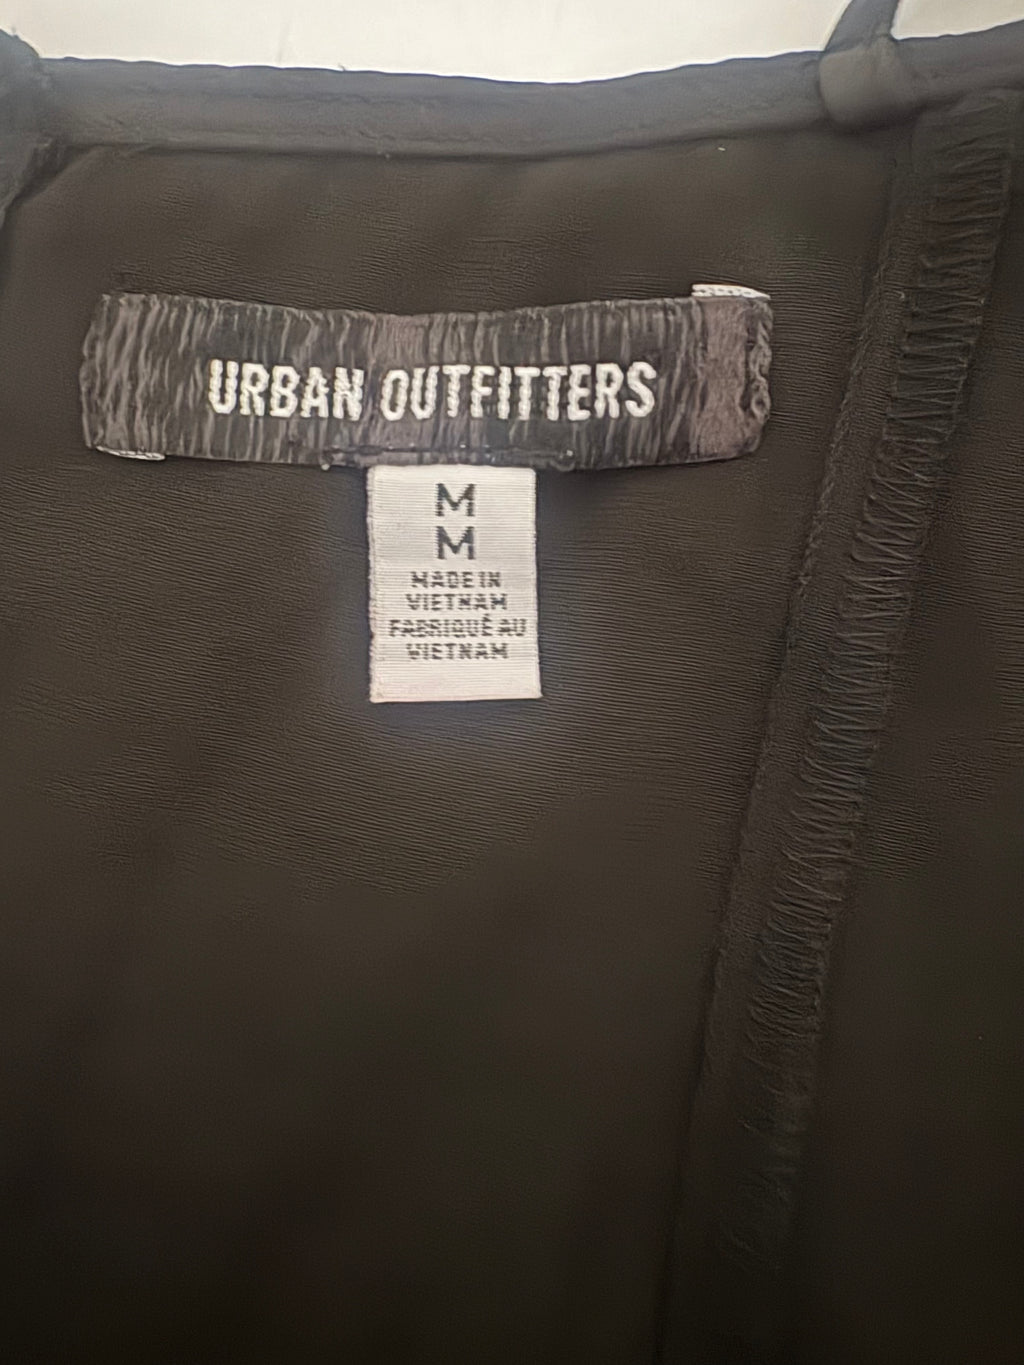 URBAN OUTFITTERS
M
M
MADE IN
VIETNAM
FABRIQUÉ AU
VIETNAM